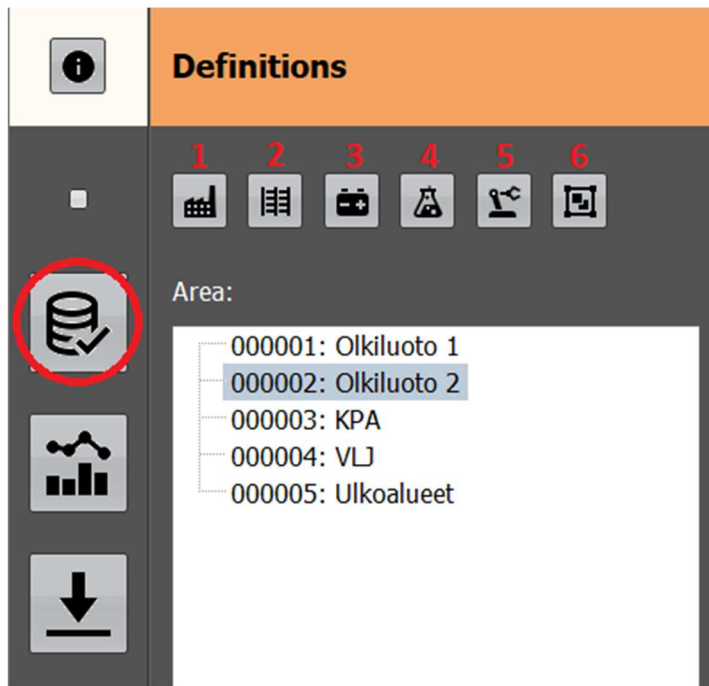 Definitions
1 2 3 4 5 6
Area:
000001: Olkiluoto 1
000002: Olkiluoto 2
000003: KPA
000004: VLJ
000005: Ulkoalueet